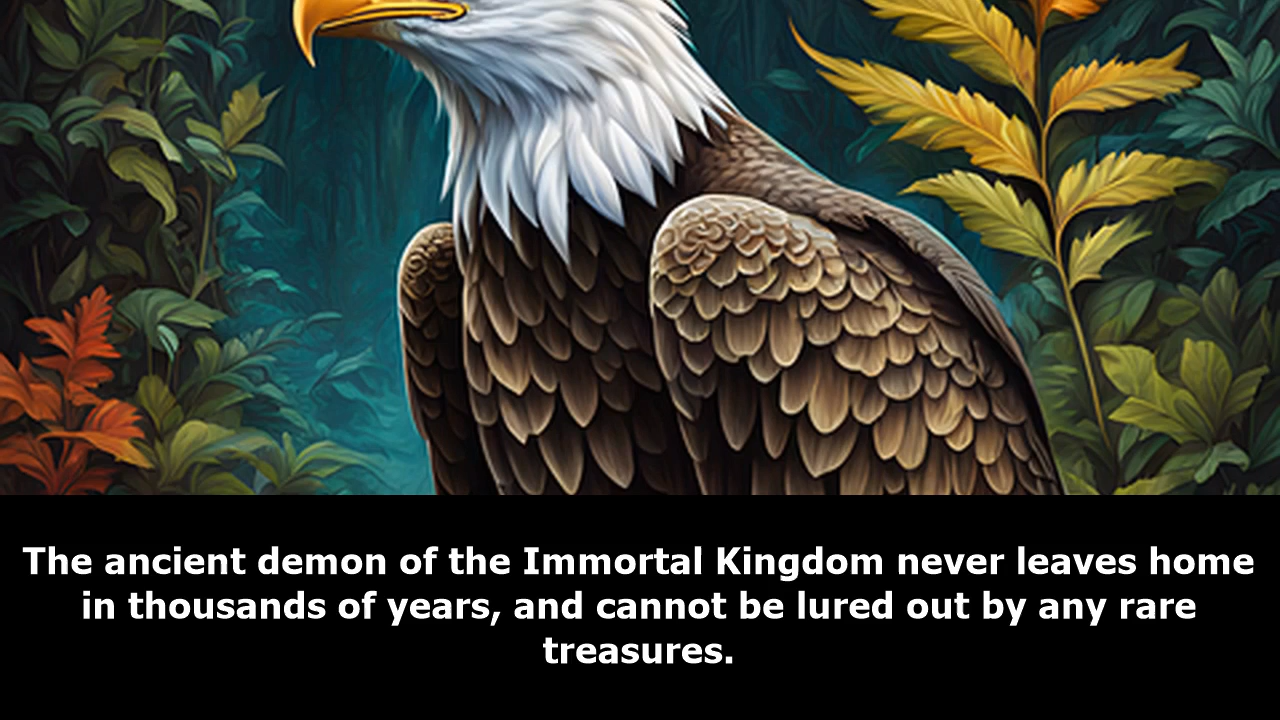 The ancient demon of the Immortal Kingdom never leaves home
in thousands of years, and cannot be lured out by any rare
treasures.